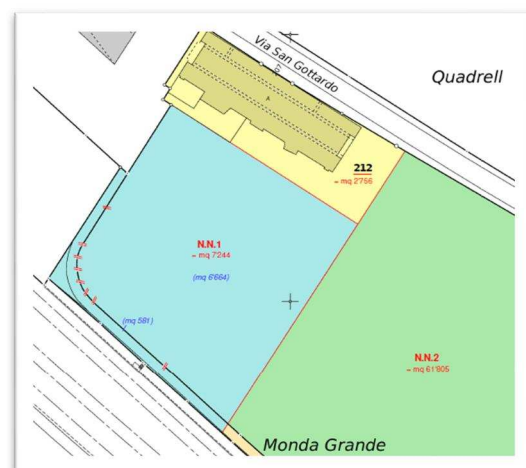 Via San Gottardo
Quadrell
A
212
= mq 2'756
N.N.1
= mq 7'244
(mq 6'664)
(mq 581)
N.N.2
= mq 61'805
Monda Grande